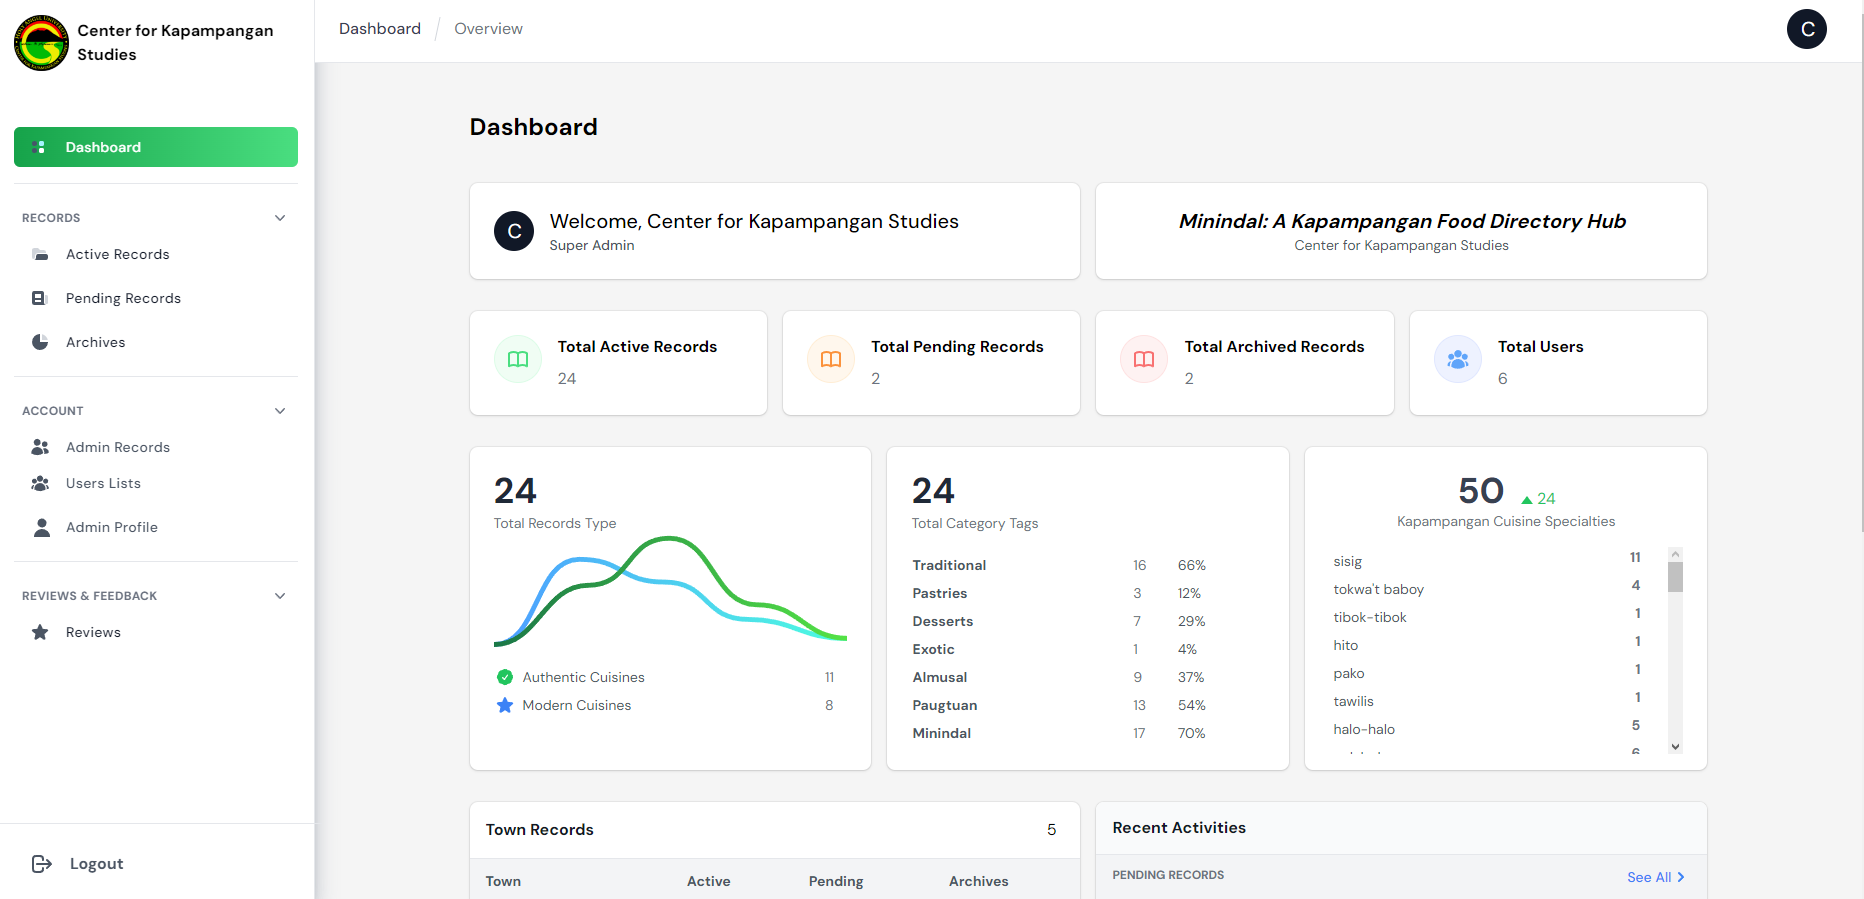 Center for Kapampangan
Studies
Dashboard
RECORDS
Active Records
Pending Records
Archives
ACCOUNT
Admin Records
Users Lists
Admin Profile
REVIEWS & FEEDBACK
Reviews
Logout
Dashboard / Overview
C
Dashboard
C
Welcome, Center for Kapampangan Studies
Super Admin
Minindal: A Kapampangan Food Directory Hub
Center for Kapampangan Studies
Total Active Records
24
Total Pending Records
2
Total Archived Records
2
Total Users
6
24
Total Records Type
Authentic Cuisines 11
Modern Cuisines 8
24
Total Category Tags
Traditional 16 66%
Pastries 3 12%
Desserts 7 29%
Exotic 1 4%
Almusal 9 37%
Paugtuan 13 54%
Minindal 17 70%
50 24
Kapampangan Cuisine Specialties
sisig 11
tokwa't baboy 4
tibok-tibok 1
hito 1
pako 1
tawilis 1
halo-halo 5
6
Town Records 5
Town Active Pending Archives
Recent Activities
PENDING RECORDS See All